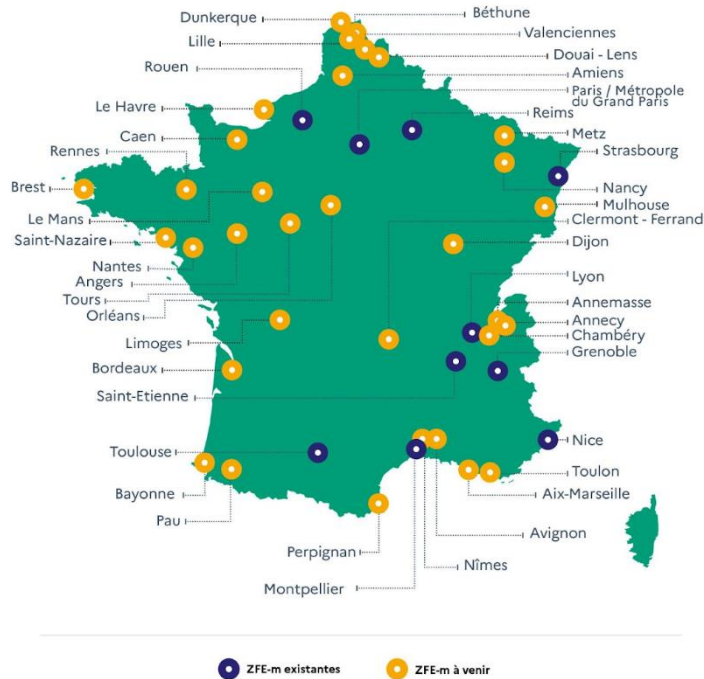 Dunkerque
Béthune
Valenciennes
Lille
Douai - Lens
Rouen
Amiens
Paris / Métropole
du Grand Paris
Le Havre
Reims
Caen
Metz
Rennes
Strasbourg
Brest
Nancy
Mulhouse
Le Mans
Clermont - Ferrand
Saint-Nazaire
Dijon
Nantes
Angers
Lyon
Tours
Annemasse
Orléans
Annecy
Chambéry
Limoges
Grenoble
Bordeaux
Saint-Etienne
Nice
Toulouse
Toulon
Bayonne
Aix-Marseille
Pau
Avignon
Perpignan
Nîmes
Montpellier
ZFE-m existantes
ZFE-m à venir